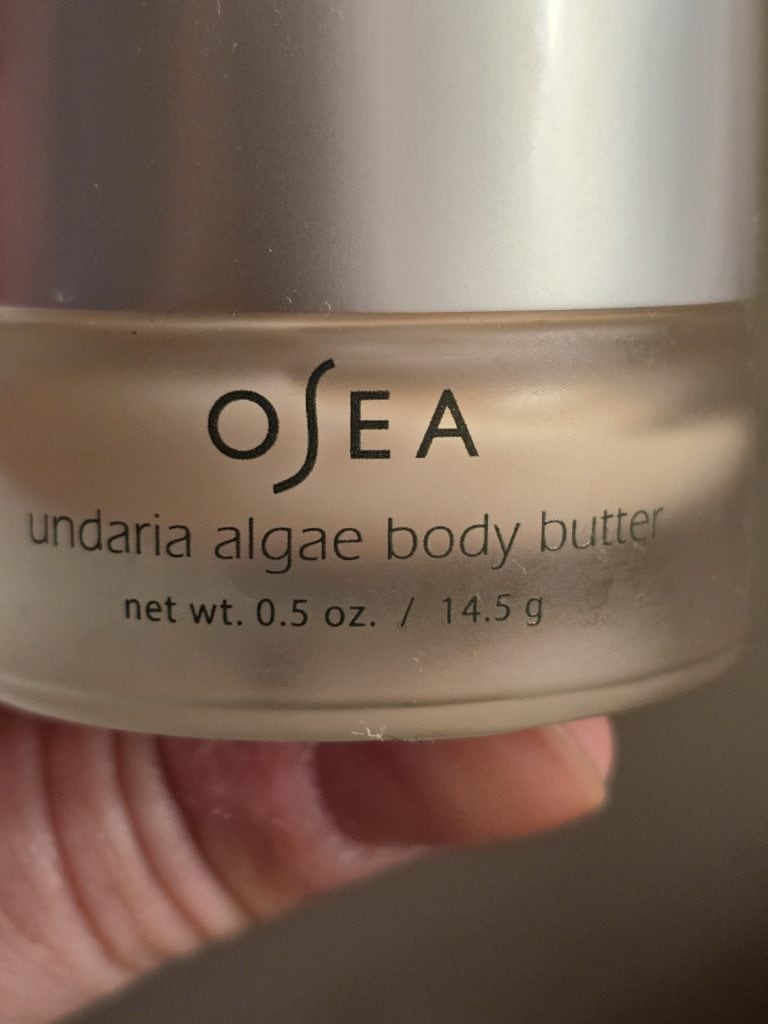 OSEA
undaria algae body butter
net wt. 0.5 oz. / 14.5 g